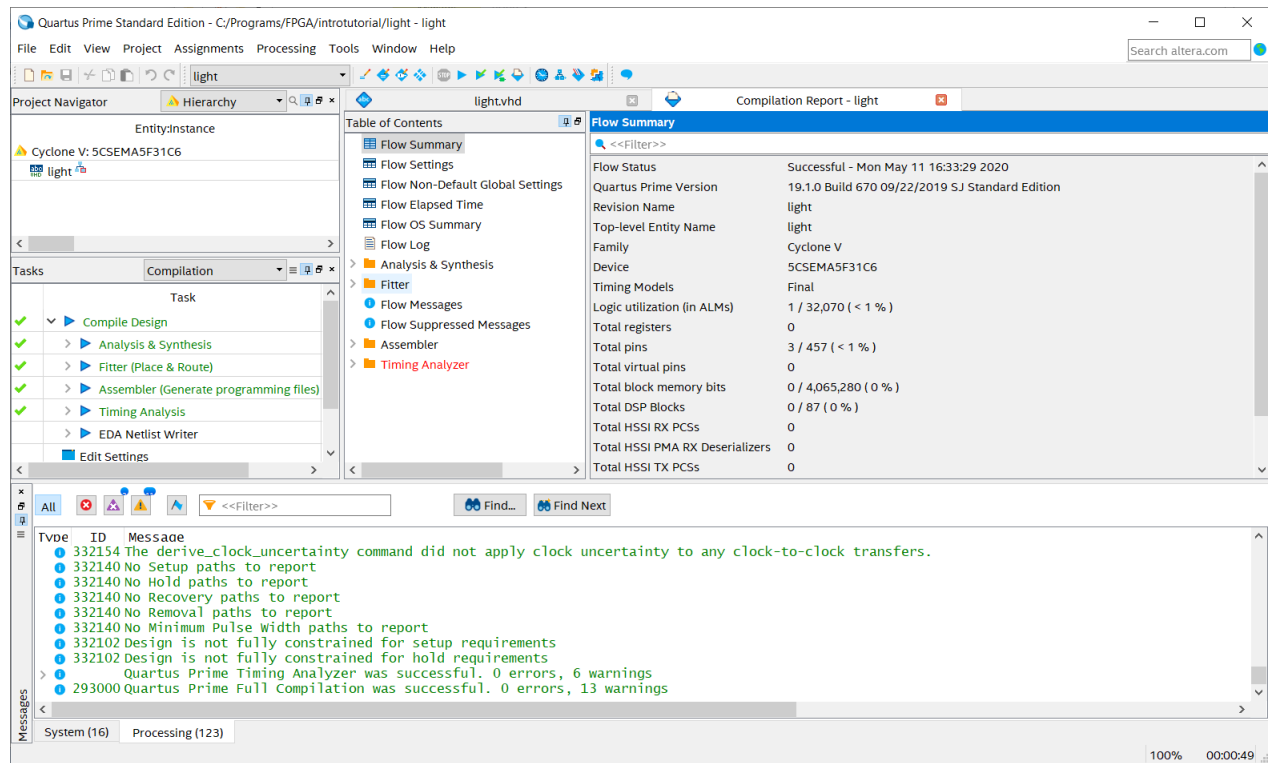 Quartus Prime Standard Edition - C:/Programs/FPGA/introtutorial/light - light
File Edit View Project Assignments Processing Tools Window Help
Search altera.com
light
Project Navigator
Hierarchy
Entity:Instance
Cyclone V: 5CSEMA5F31C6
light
Tasks
Compilation
Task
Compile Design
Analysis & Synthesis
Fitter (Place & Route)
Assembler (Generate programming files)
Timing Analysis
EDA Netlist Writer
Edit Settings
light.vhd
Compilation Report - light
Table of Contents
Flow Summary
Flow Settings
Flow Non-Default Global Settings
Flow Elapsed Time
Flow OS Summary
Flow Log
Analysis & Synthesis
Fitter
Flow Messages
Flow Suppressed Messages
Assembler
Timing Analyzer
Flow Summary
<<Filter>>
Flow Status Successful - Mon May 11 16:33:29 2020
Quartus Prime Version 19.1.0 Build 670 09/22/2019 SJ Standard Edition
Revision Name light
Top-level Entity Name light
Family Cyclone V
Device 5CSEMA5F31C6
Timing Models Final
Logic utilization (in ALMs) 1 / 32,070 ( < 1 % )
Total registers 0
Total pins 3 / 457 ( < 1 % )
Total virtual pins 0
Total block memory bits 0 / 4,065,280 ( 0 % )
Total DSP Blocks 0 / 87 ( 0 % )
Total HSSI RX PCSs 0
Total HSSI PMA RX Deserializers 0
Total HSSI TX PCSs 0
All
<<Filter>>
Find...
Find Next
Type ID Message
332154 The derive_clock_uncertainty command did not apply clock uncertainty to any clock-to-clock transfers.
332140 No Setup paths to report
332140 No Hold paths to report
332140 No Recovery paths to report
332140 No Removal paths to report
332140 No Minimum Pulse Width paths to report
332102 Design is not fully constrained for setup requirements
332102 Design is not fully constrained for hold requirements
Quartus Prime Timing Analyzer was successful. 0 errors, 6 warnings
293000 Quartus Prime Full Compilation was successful. 0 errors, 13 warnings
Messages
System (16)
Processing (123)
100% 00:00:49